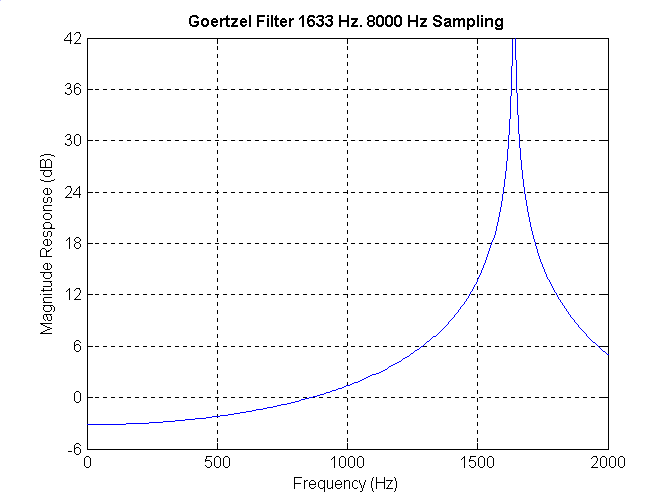 Goertzel Filter 1633 Hz. 8000 Hz Sampling
42
36
30
24
18
12
6
0
-6
Magnitude Response (dB)
0 500 1000 1500 2000
Frequency (Hz)